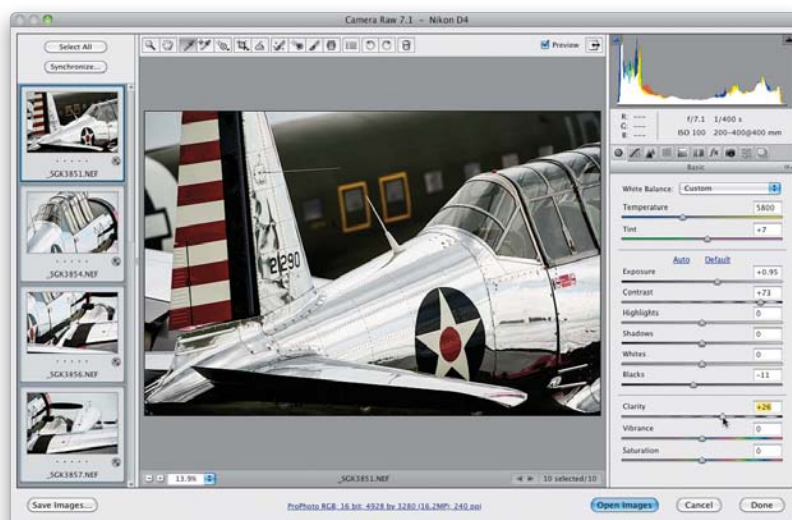 Camera Raw 7.1 – Nikon D4
Select All
Synchronize...
Preview
_SGK3851.NEF
_SGK3854.NEF
_SGK3856.NEF
_SGK3857.NEF
21290
R: ---
G: ---
B: ---
f/7.1 1/400 s
ISO 100 200–400@400 mm
Basic
White Balance: Custom
Temperature 5800
Tint +7
Auto Default
Exposure +0.95
Contrast +73
Highlights 0
Shadows 0
Whites 0
Blacks -11
Clarity +26
Vibrance 0
Saturation 0
13.9%
_SGK3851.NEF
10 selected/10
Save Images...
ProPhoto RGB; 16 bit; 4928 by 3280 (16.2MP); 240 ppi
Open Images
Cancel
Done